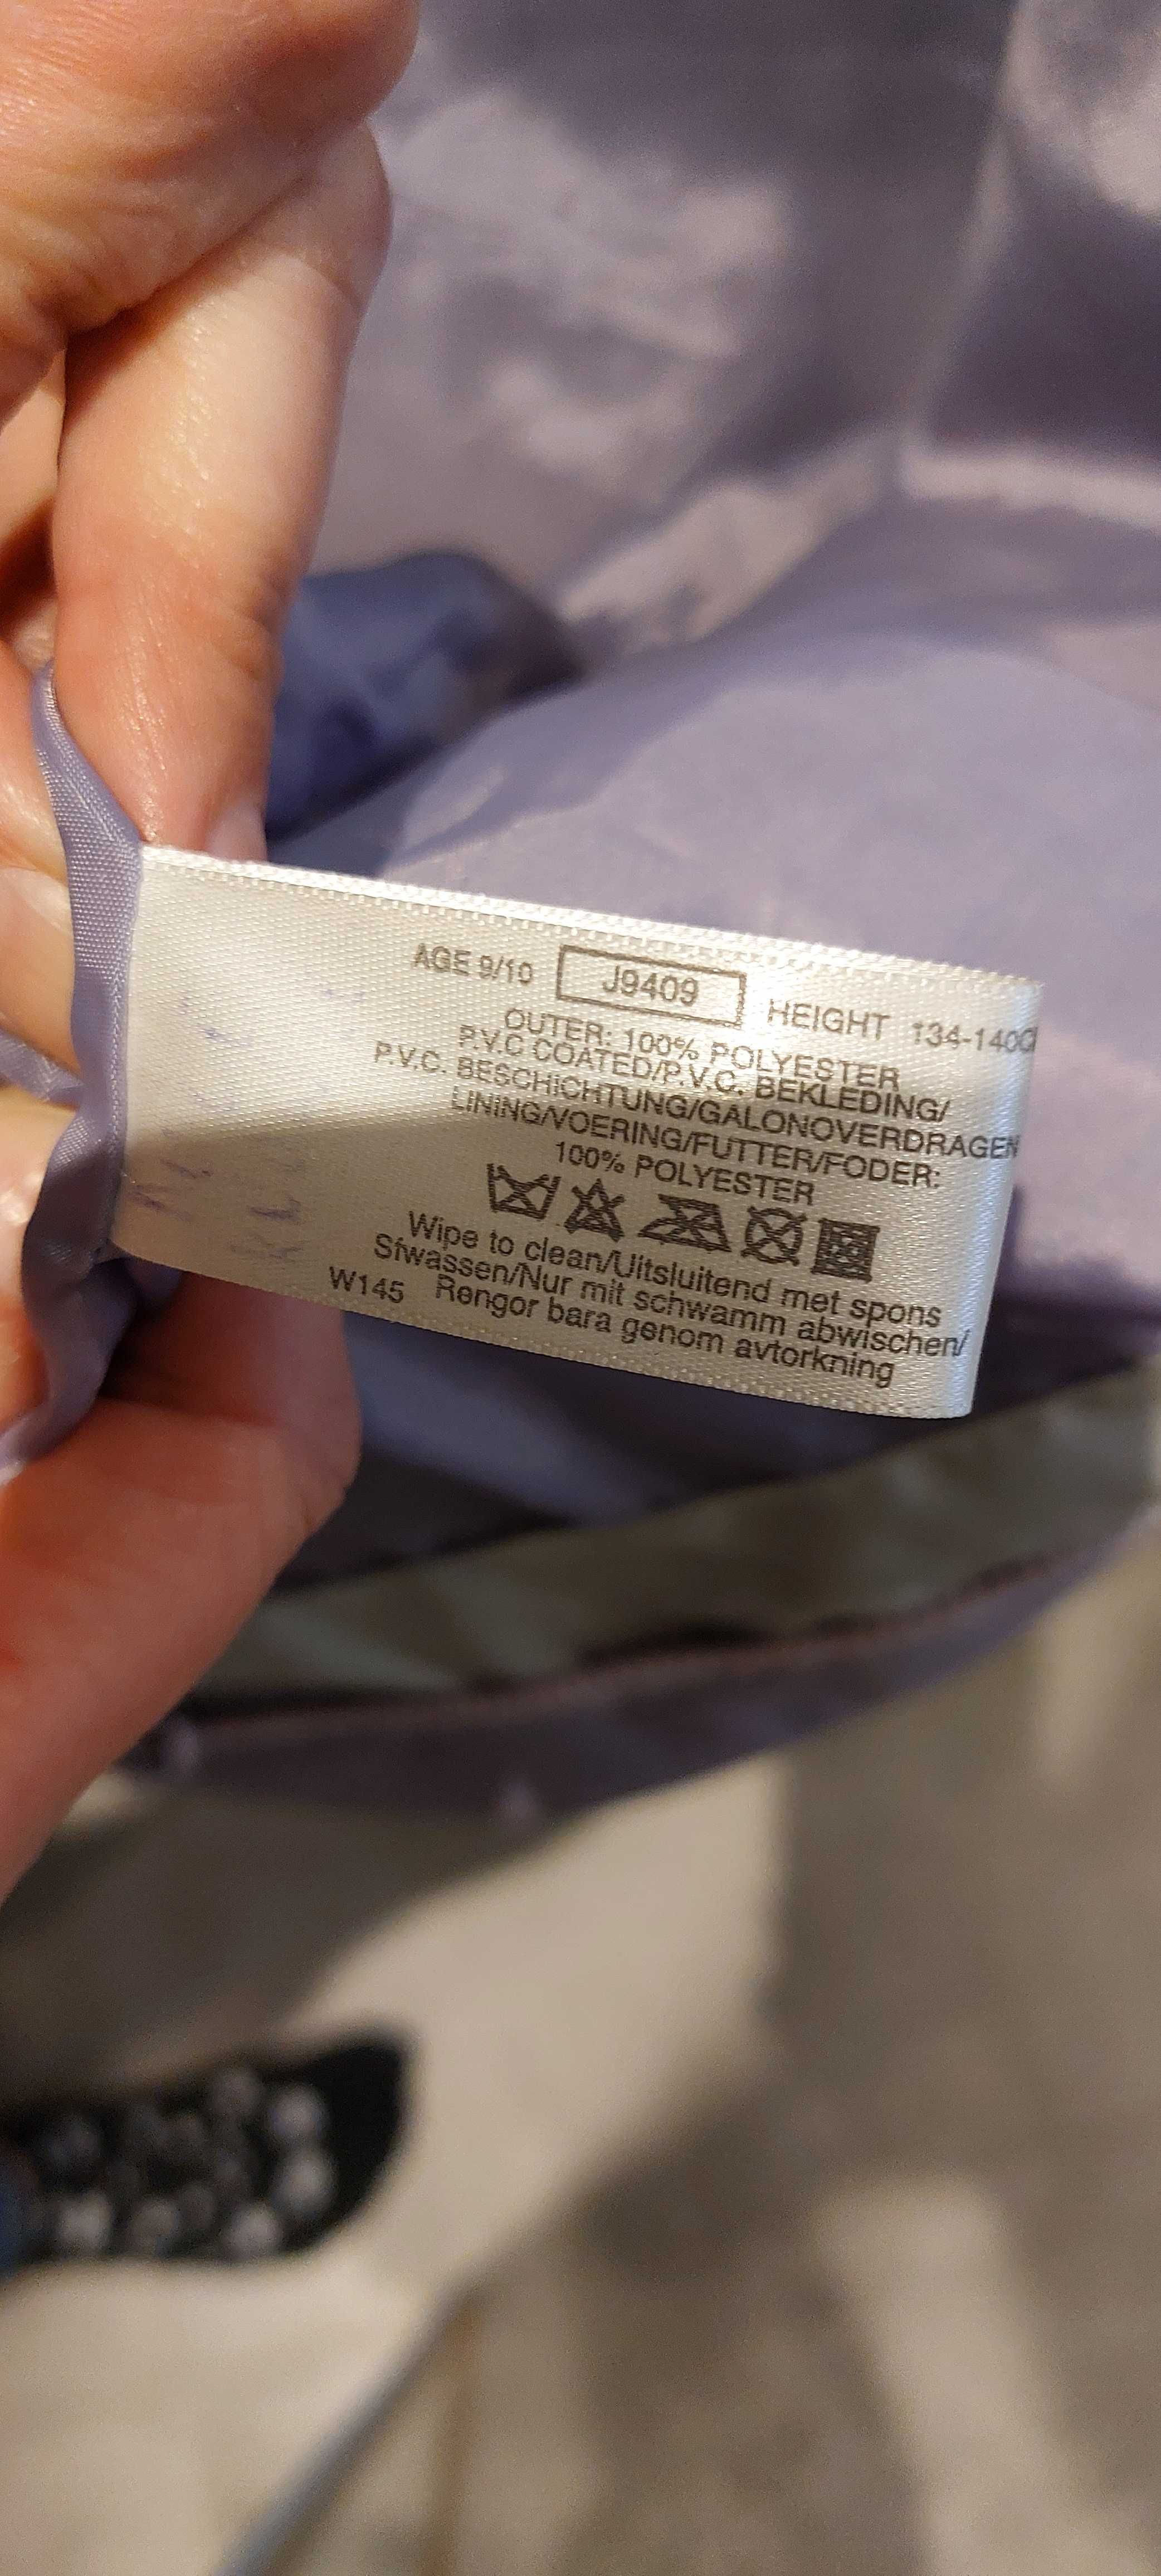 AGE 9/10 J9409 HEIGHT 134-140C
OUTER: 100% POLYESTER
P.V.C COATED/P.V.C. BEKLEDING/
P.V.C. BESCHICHTUNG/GALONOVERDRAGEN
LINING/VOERING/FUTTER/FODER:
100% POLYESTER
Wipe to clean/Uitsluitend met spons
Sfwassen/Nur mit schwamm abwischen/
W145 Rengor bara genom avtorkning